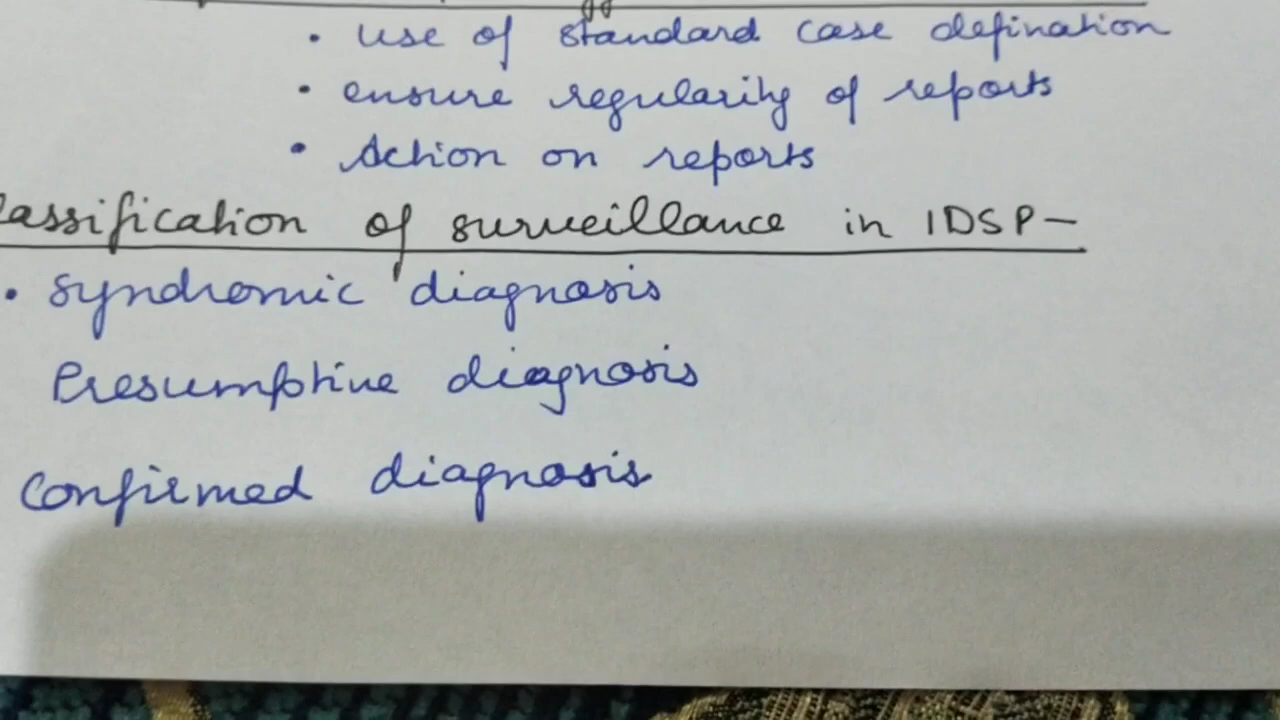 • use of standard case defination
• ensure regularity of reports
• Action on reports
lassification of surveillance in IDSP-
• Syndromic diagnosis
Presumptive diagnosis
Confirmed diagnosis